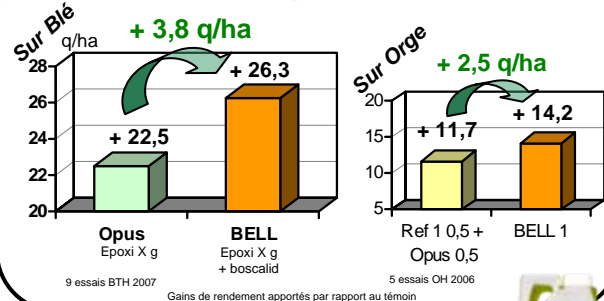 Sur Blé
q/ha
+ 3,8 q/ha
28
26
24
22
20
+ 22,5
+ 26,3
Opus
Epoxi X g
BELL
Epoxi X g
+ boscalid
9 essais BTH 2007
Sur Orge
+ 2,5 q/ha
20
15
10
5
+ 11,7
+ 14,2
Ref 1 0,5 +
Opus 0,5
BELL 1
5 essais OH 2006
Gains de rendement apportés par rapport au témoin